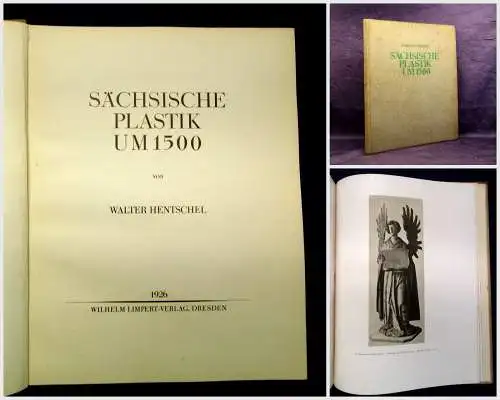 SÄCHSISCHE
PLASTIK
UM 1500
VON
WALTER HENTSCHEL
1926
WILHELM LIMPERT-VERLAG, DRESDEN
SÄCHSISCHE
PLASTIK
UM 1500